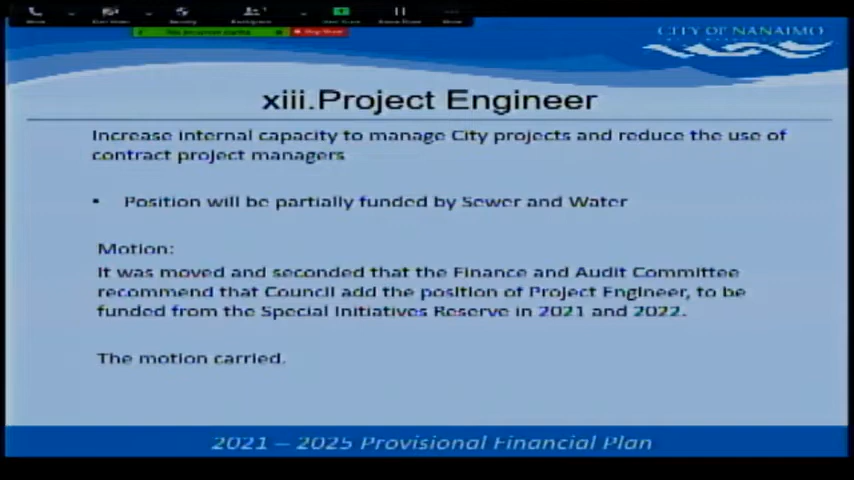 CITY OF NANAIMO
xiii.Project Engineer
Increase internal capacity to manage City projects and reduce the use of
contract project managers
• Position will be partially funded by Sewer and Water
Motion:
It was moved and seconded that the Finance and Audit Committee
recommend that Council add the position of Project Engineer, to be
funded from the Special Initiatives Reserve in 2021 and 2022.
The motion carried.
2021 – 2025 Provisional Financial Plan